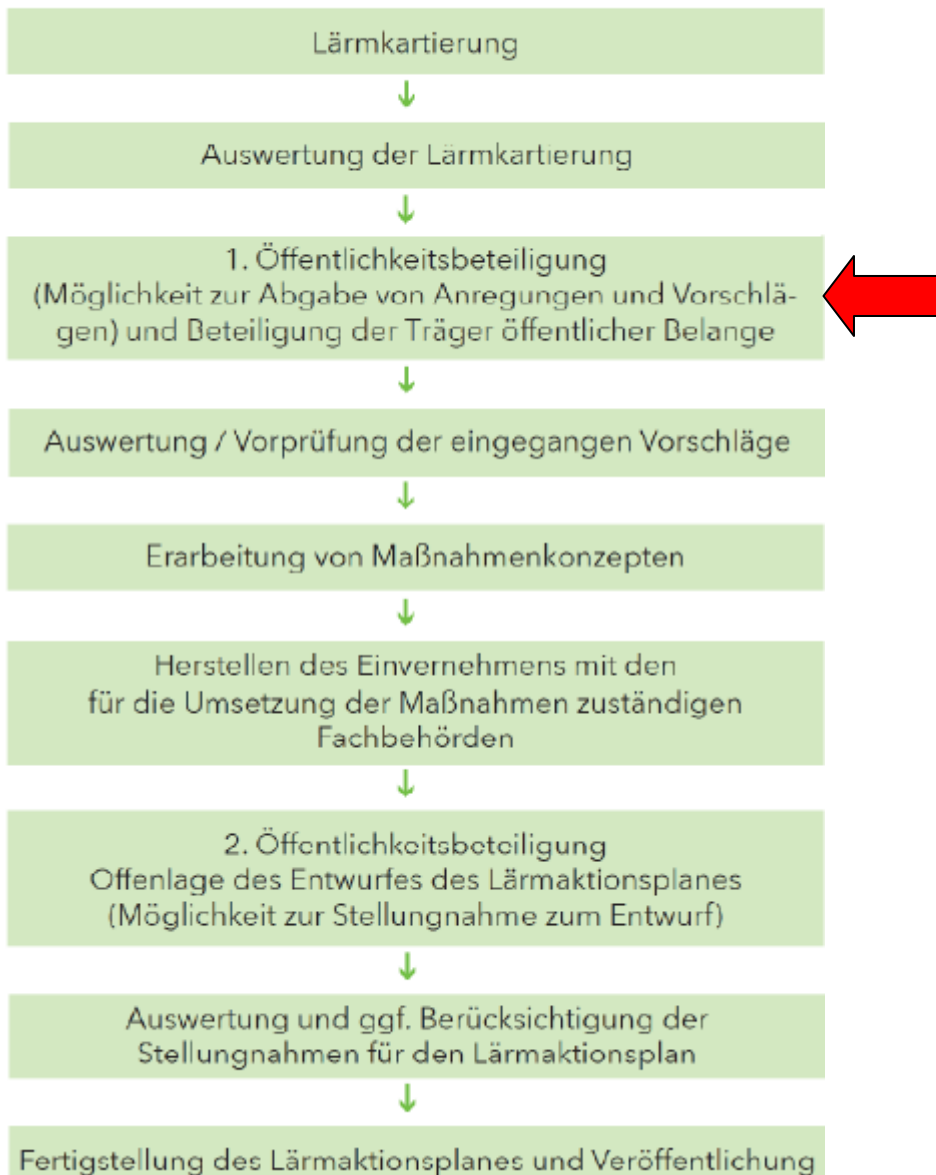 Lärmkartierung
Auswertung der Lärmkartierung
1. Öffentlichkeitsbeteiligung
(Möglichkeit zur Abgabe von Anregungen und Vorschlä-
gen) und Beteiligung der Träger öffentlicher Belange
Auswertung / Vorprüfung der eingegangen Vorschläge
Erarbeitung von Maßnahmenkonzepten
Herstellen des Einvernehmens mit den
für die Umsetzung der Maßnahmen zuständigen
Fachbehörden
2. Öffentlichkeitsbeteiligung
Offenlage des Entwurfes des Lärmaktionsplanes
(Möglichkeit zur Stellungnahme zum Entwurf)
Auswertung und ggf. Berücksichtigung der
Stellungnahmen für den Lärmaktionsplan
Fertigstellung des Lärmaktionsplanes und Veröffentlichung